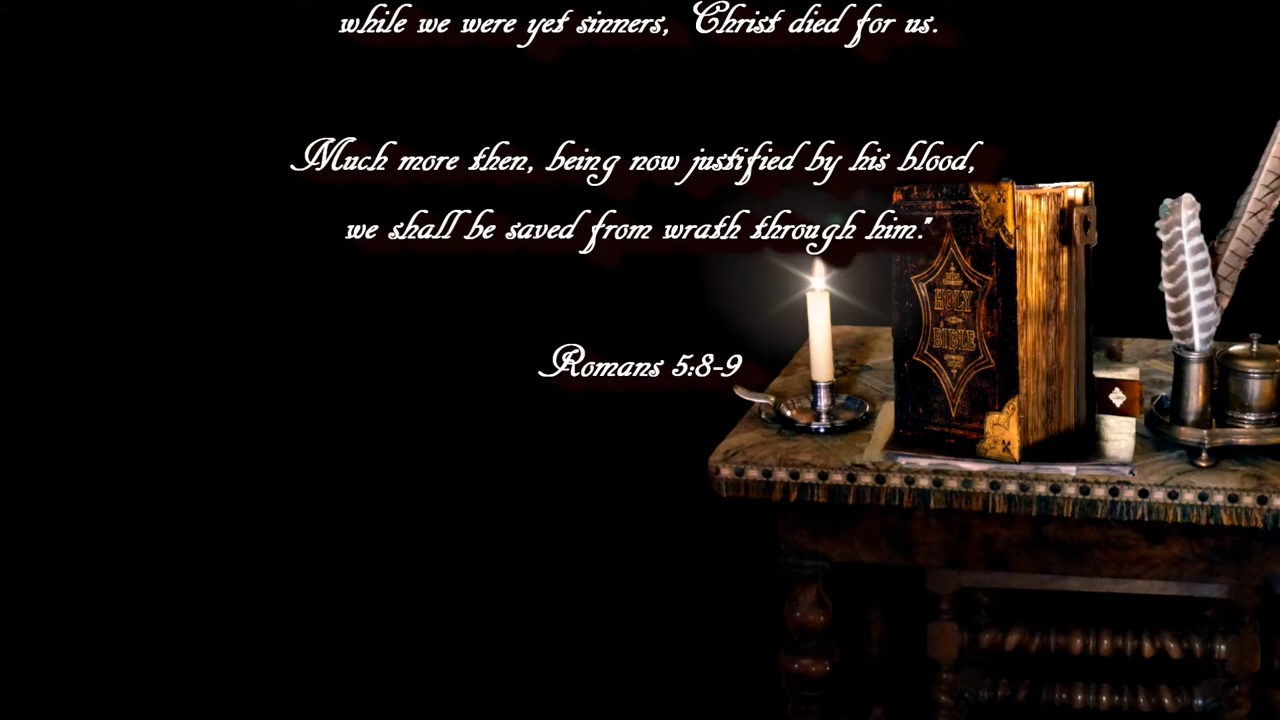 while we were yet sinners, Christ died for us.
Much more then, being now justified by his blood,
we shall be saved from wrath through him."
Romans 5:8-9
HOLY
BIBLE